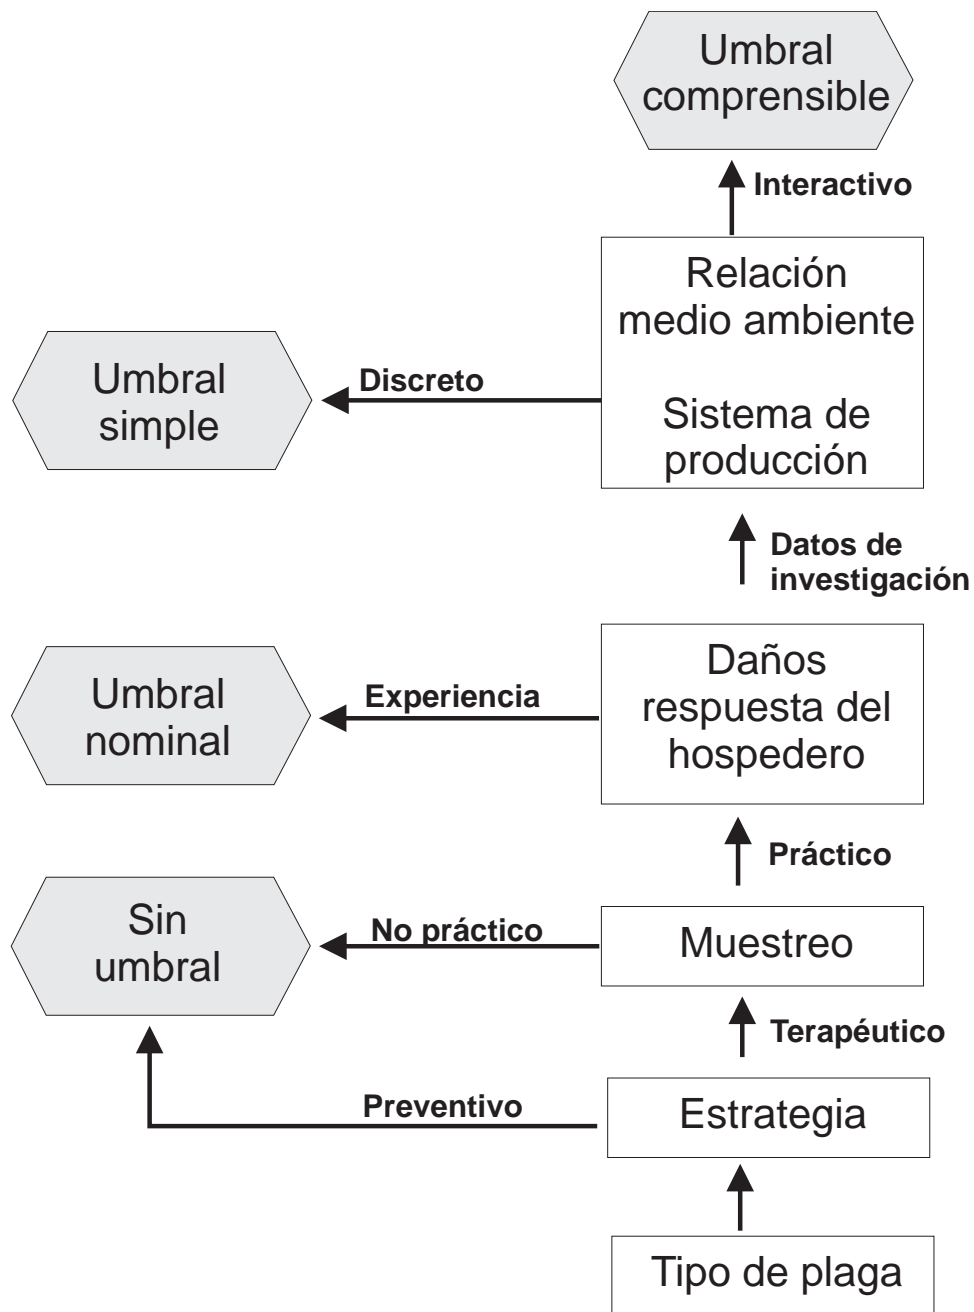 Umbral
comprensible
Interactivo
Relación
medio ambiente
Sistema de
producción
Discreto
Umbral
simple
Datos de
investigación
Daños
respuesta del
hospedero
Experiencia
Umbral
nominal
Práctico
Muestreo
No práctico
Sin
umbral
Terapéutico
Estrategia
Preventivo
Tipo de plaga